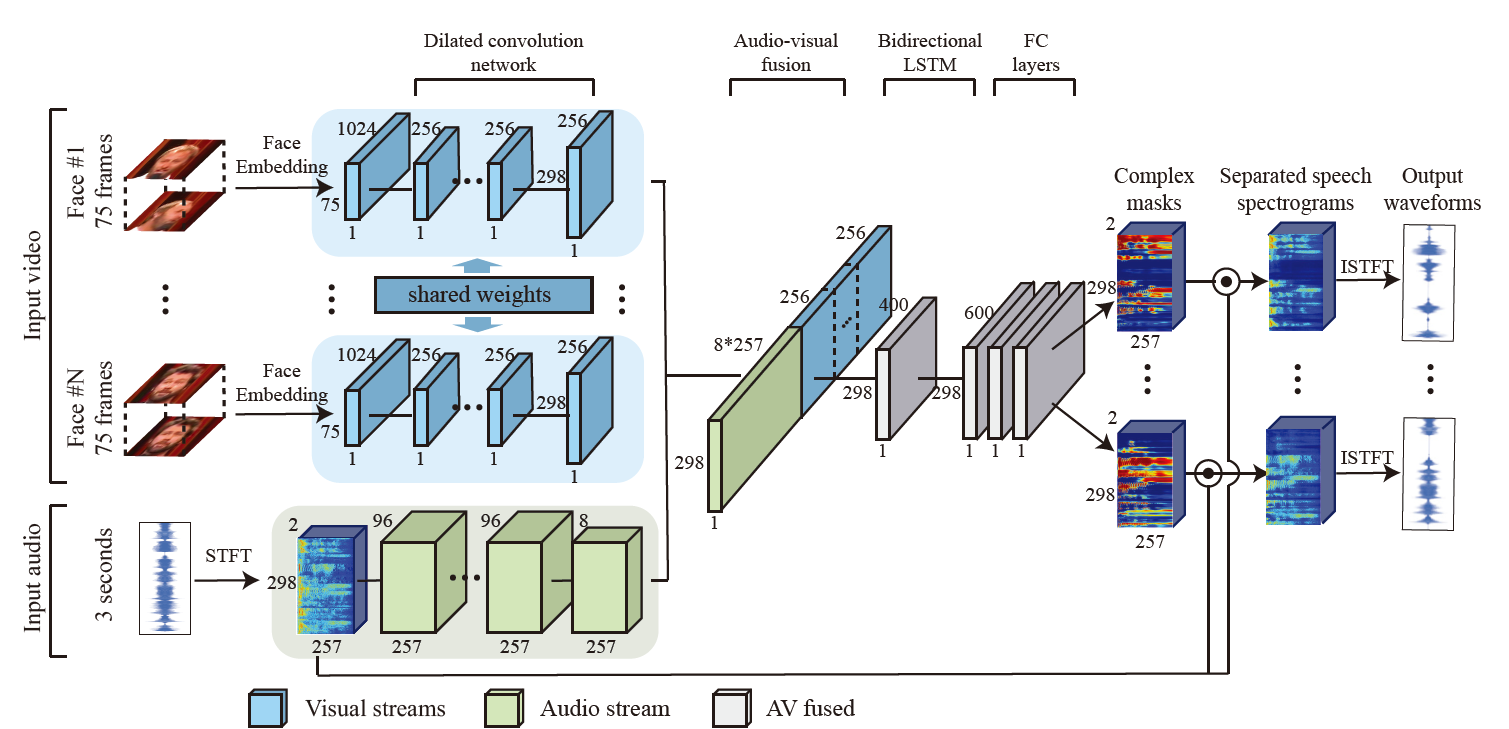 Dilated convolution
network
Audio-visual
fusion
Bidirectional
LSTM
FC
layers
Input video
Face #1
75 frames
Face
Embedding
1024
256
256
256
75
298
1
1
1
1
shared weights
Face #N
75 frames
Face
Embedding
1024
256
256
256
75
298
1
1
1
1
Input audio
3 seconds
STFT
2
96
96
8
298
257
257
257
257
8*257
256
256
298
1
400
298
1
600
298
1
1
1
Complex
masks
Separated speech
spectrograms
Output
waveforms
2
298
257
ISTFT
2
298
257
ISTFT
Visual streams
Audio stream
AV fused